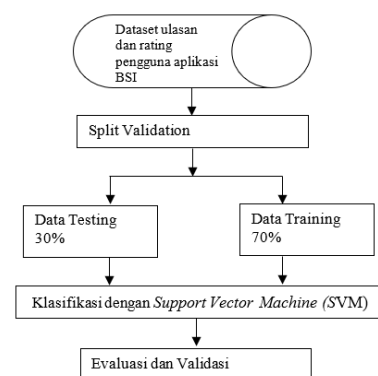 Dataset ulasan
dan rating
pengguna aplikasi
BSI
Split Validation
Data Testing
30%
Data Training
70%
Klasifikasi dengan Support Vector Machine (SVM)
Evaluasi dan Validasi